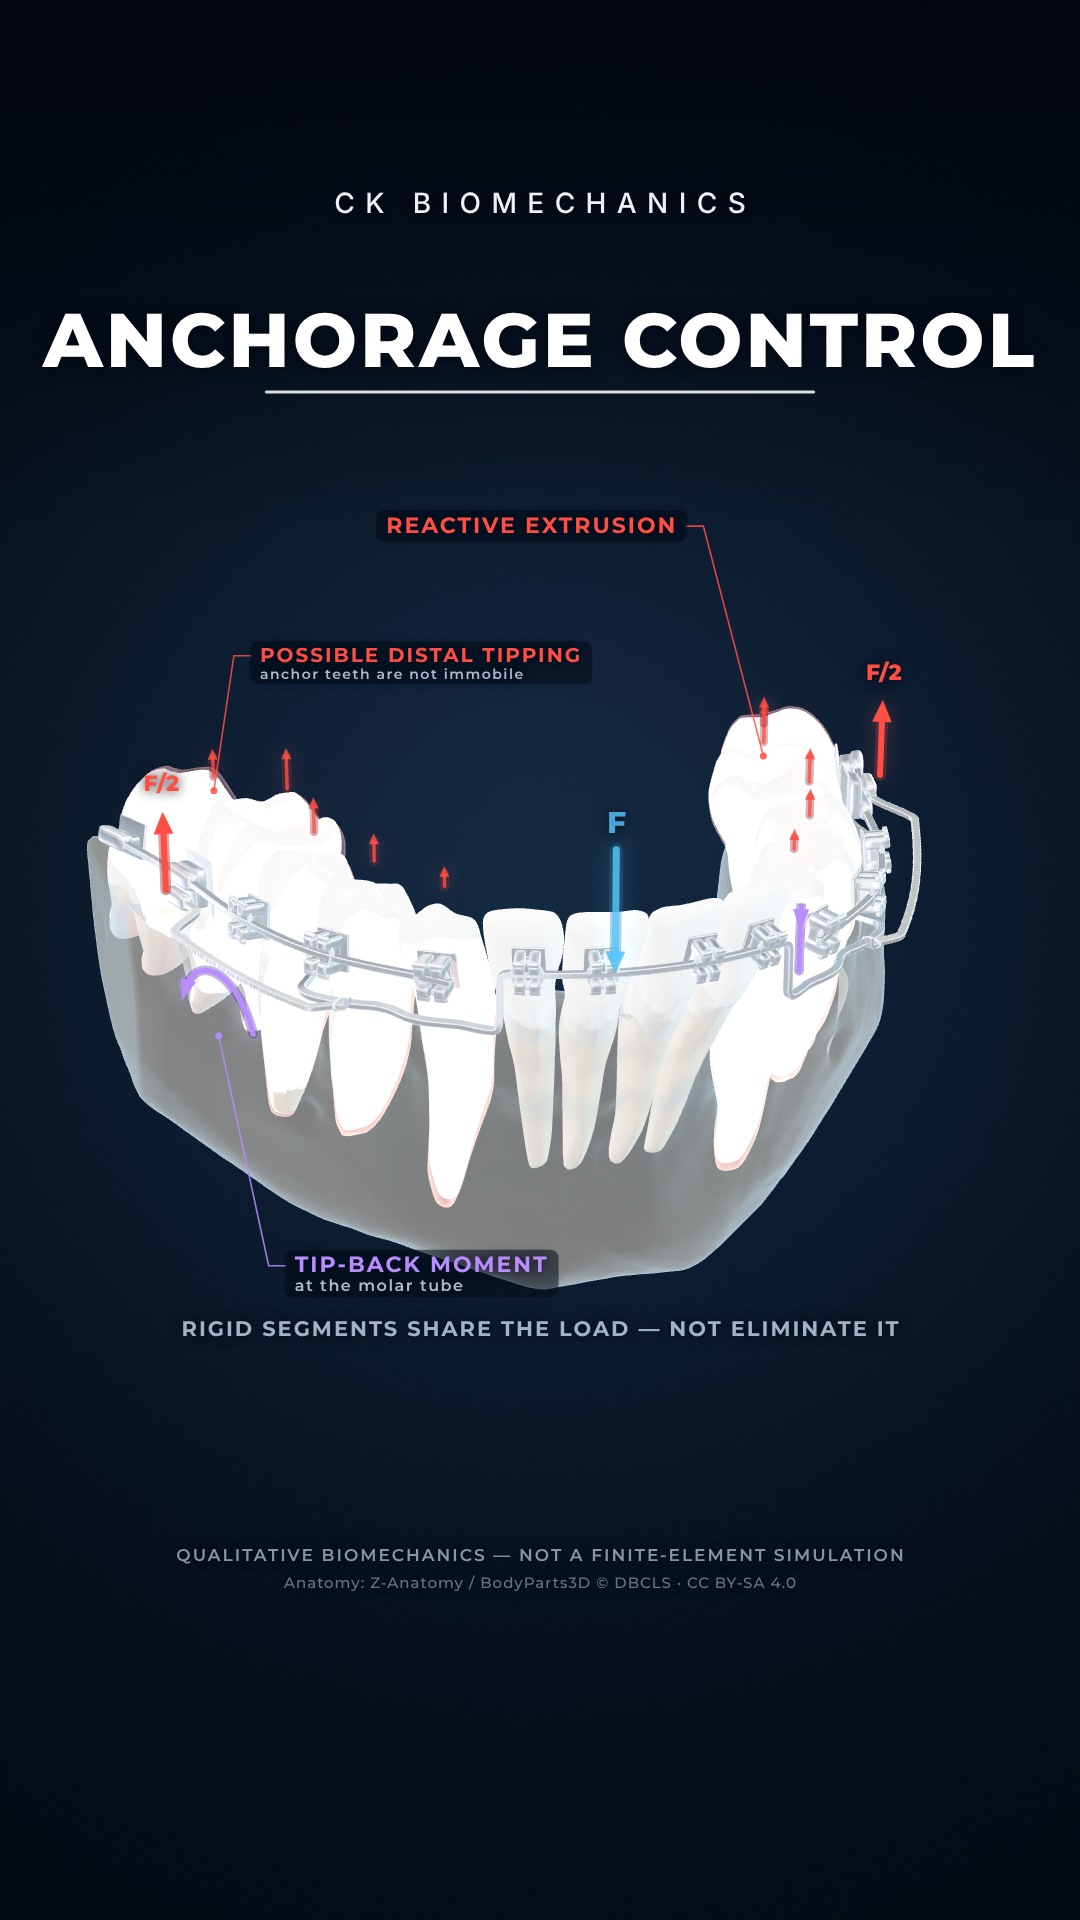 CK BIOMECHANICS
ANCHORAGE CONTROL
REACTIVE EXTRUSION
POSSIBLE DISTAL TIPPING
anchor teeth are not immobile
F/2
F/2
F
TIP-BACK MOMENT
at the molar tube
RIGID SEGMENTS SHARE THE LOAD — NOT ELIMINATE IT
QUALITATIVE BIOMECHANICS — NOT A FINITE-ELEMENT SIMULATION
Anatomy: Z-Anatomy / BodyParts3D © DBCLS · CC BY-SA 4.0